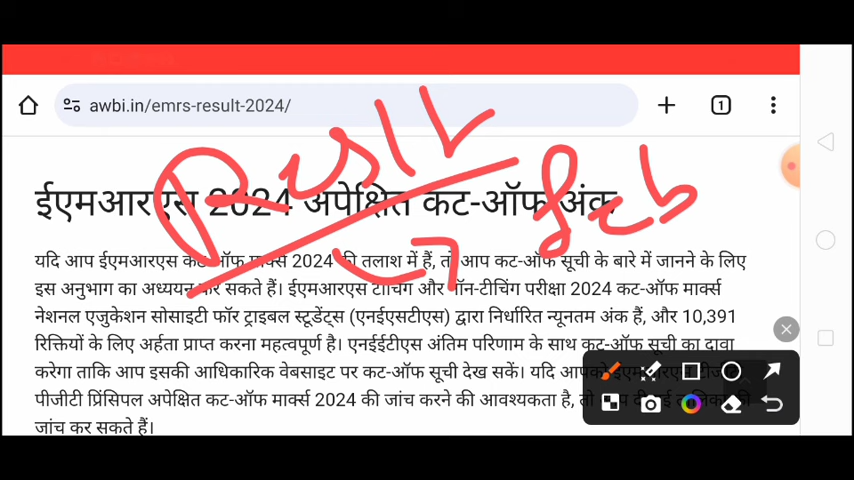 awbi.in/emrs-result-2024/
1
Result
Feb
ईएमआरएस 2024 अपेक्षित कट-ऑफ अंक
यदि आप ईएमआरएस कट-ऑफ मार्क्स 2024 की तलाश में हैं, तो आप कट-ऑफ सूची के बारे में जानने के लिए
इस अनुभाग का अध्ययन कर सकते हैं। ईएमआरएस टीचिंग और नॉन-टीचिंग परीक्षा 2024 कट-ऑफ मार्क्स
नेशनल एजुकेशन सोसाइटी फॉर ट्राइबल स्टूडेंट्स (एनईएसटीएस) द्वारा निर्धारित न्यूनतम अंक हैं, और 10,391
रिक्तियों के लिए अर्हता प्राप्त करना महत्वपूर्ण है। एनईईटीएस अंतिम परिणाम के साथ कट-ऑफ सूची का दावा
करेगा ताकि आप इसकी आधिकारिक वेबसाइट पर कट-ऑफ सूची देख सकें। यदि आपको ईएमआरएस टीजीटी
पीजीटी प्रिंसिपल अपेक्षित कट-ऑफ मार्क्स 2024 की जांच करने की आवश्यकता है, तो
जांच कर सकते हैं।